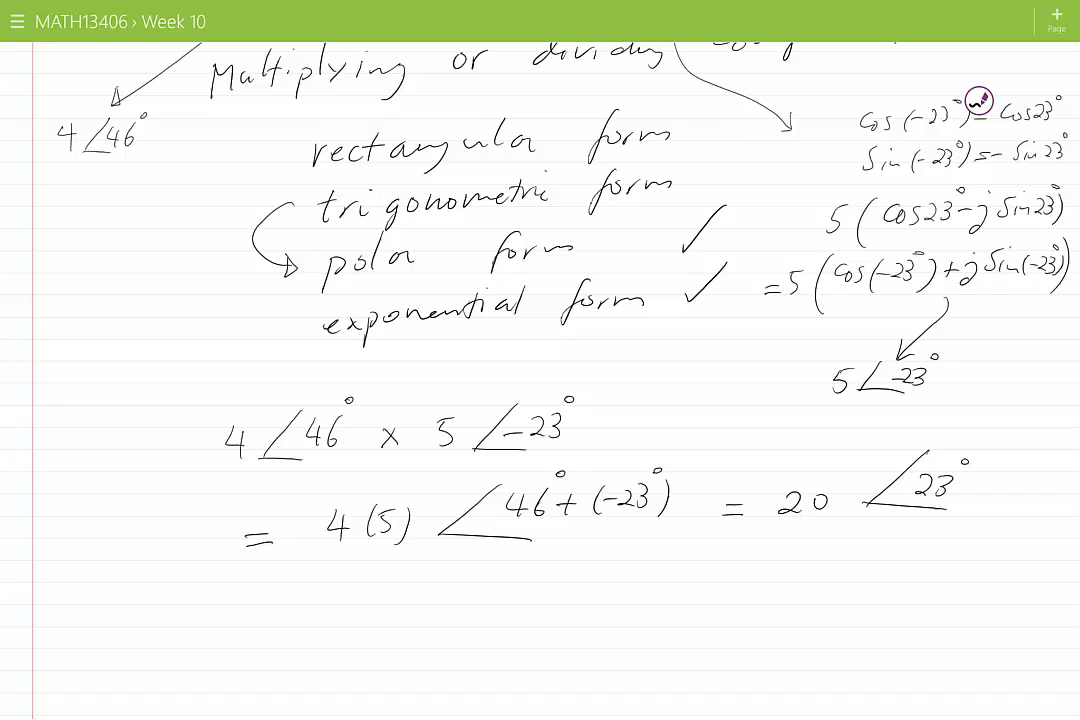 MATH13406 › Week 10
Page
Multiplying or dividing
4 ∠46°
rectangular form
trigonometric form
polar form ✓
exponential form ✓
cos(-23°) = cos23°
Sin(-23°) = - Sin23°
5 (cos23° - j Sin23°)
= 5 (cos(-23°) + j Sin(-23°))
5 ∠-23°
4 ∠46° x 5 ∠-23°
= 4(5) ∠46° + (-23°) = 20 ∠23°